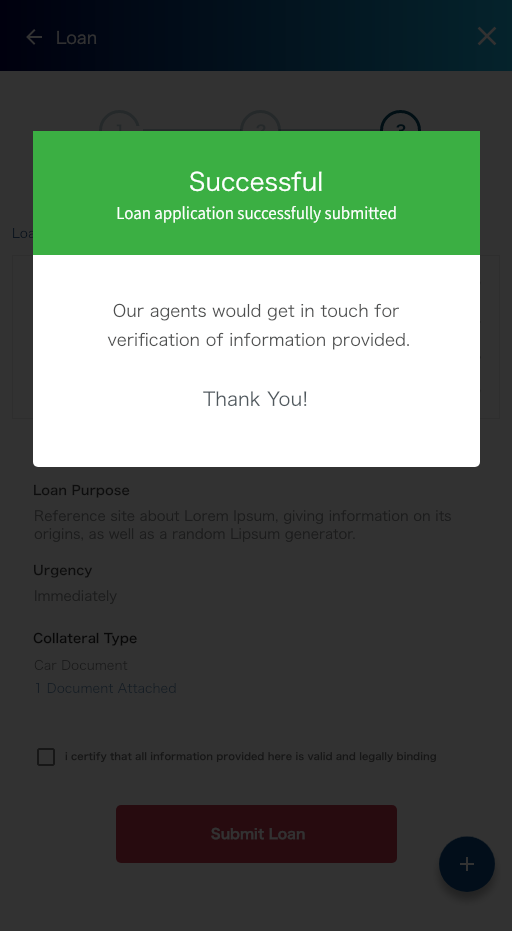 Loan
1 2 3
Successful
Loan application successfully submitted
Our agents would get in touch for
verification of information provided.
Thank You!
Loan Purpose
Reference site about Lorem Ipsum, giving information on its
origins, as well as a random Lipsum generator.
Urgency
Immediately
Collateral Type
Car Document
1 Document Attached
i certify that all information provided here is valid and legally binding
Submit Loan